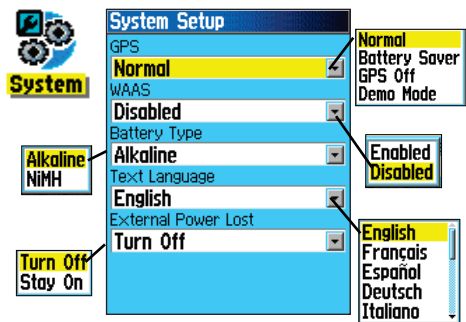 System
System Setup
GPS
Normal
WAAS
Disabled
Battery Type
Alkaline
Text Language
English
External Power Lost
Turn Off
Normal
Battery Saver
GPS Off
Demo Mode
Enabled
Disabled
Alkaline
NiMH
English
Français
Español
Deutsch
Italiano
Turn Off
Stay On